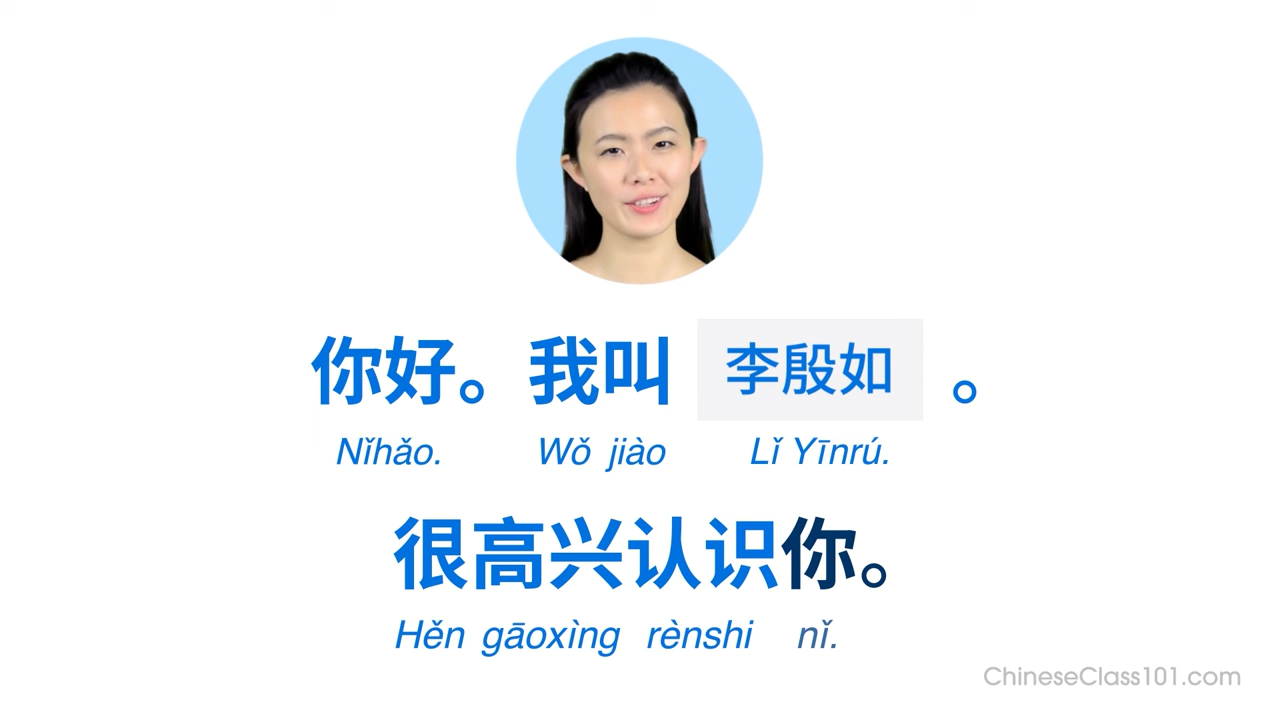 你好。我叫 李殷如 。
Nǐhǎo. Wǒ jiào Lǐ Yīnrú.
很高兴认识你。
Hěn gāoxìng rènshi nǐ.
ChineseClass101.com